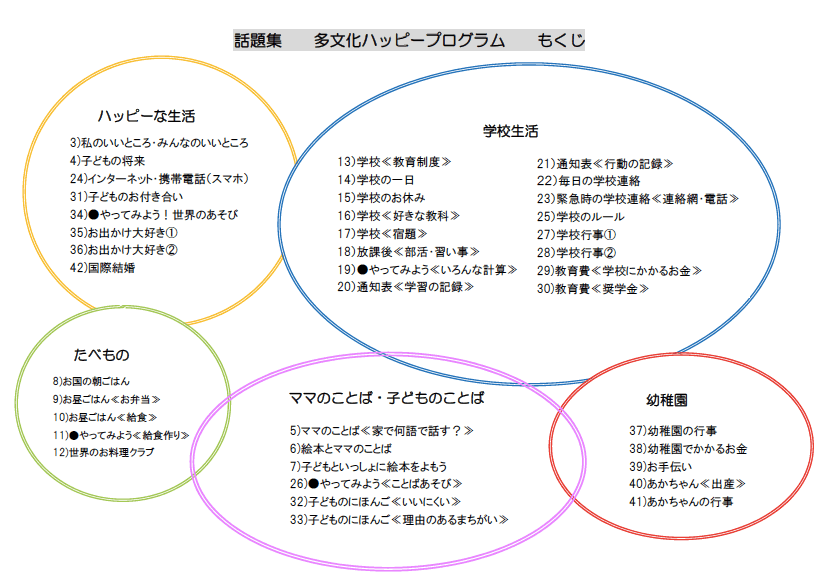 話題集　　多文化ハッピープログラム　　もくじ
ハッピーな生活
3)私のいいところ・みんなのいいところ
4)子どもの将来
24)インターネット・携帯電話(スマホ)
31)子どものお付き合い
34)●やってみよう！世界のあそび
35)お出かけ大好き①
36)お出かけ大好き②
42)国際結婚
学校生活
13)学校≪教育制度≫
14)学校の一日
15)学校のお休み
16)学校≪好きな教科≫
17)学校≪宿題≫
18)放課後≪部活・習い事≫
19)●やってみよう≪いろんな計算≫
20)通知表≪学習の記録≫
21)通知表≪行動の記録≫
22)毎日の学校連絡
23)緊急時の学校連絡≪連絡網・電話≫
25)学校のルール
27)学校行事①
28)学校行事②
29)教育費≪学校にかかるお金≫
30)教育費≪奨学金≫
たべもの
8)お国の朝ごはん
9)お昼ごはん≪お弁当≫
10)お昼ごはん≪給食≫
11)●やってみよう≪給食作り≫
12)世界のお料理クラブ
ママのことば・子どものことば
5)ママのことば≪家で何語で話す？≫
6)絵本とママのことば
7)子どもといっしょに絵本をよもう
26)●やってみよう≪ことばあそび≫
32)子どものにほんご≪いいにくい≫
33)子どものにほんご≪理由のあるまちがい≫
幼稚園
37)幼稚園の行事
38)幼稚園でかかるお金
39)お手伝い
40)あかちゃん≪出産≫
41)あかちゃんの行事